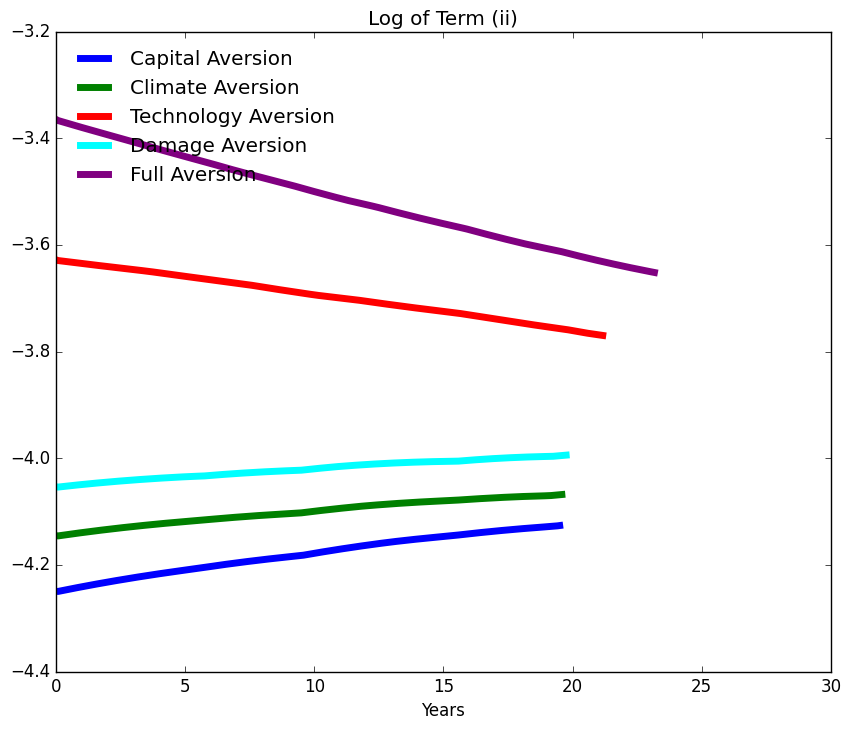 Log of Term (ii)
−3.2
Capital Aversion
Climate Aversion
Technology Aversion
−3.4
Damage Aversion
Full Aversion
−3.6
−3.8
−4.0
−4.2
−4.4
0 5 10 15 20 25 30
Years